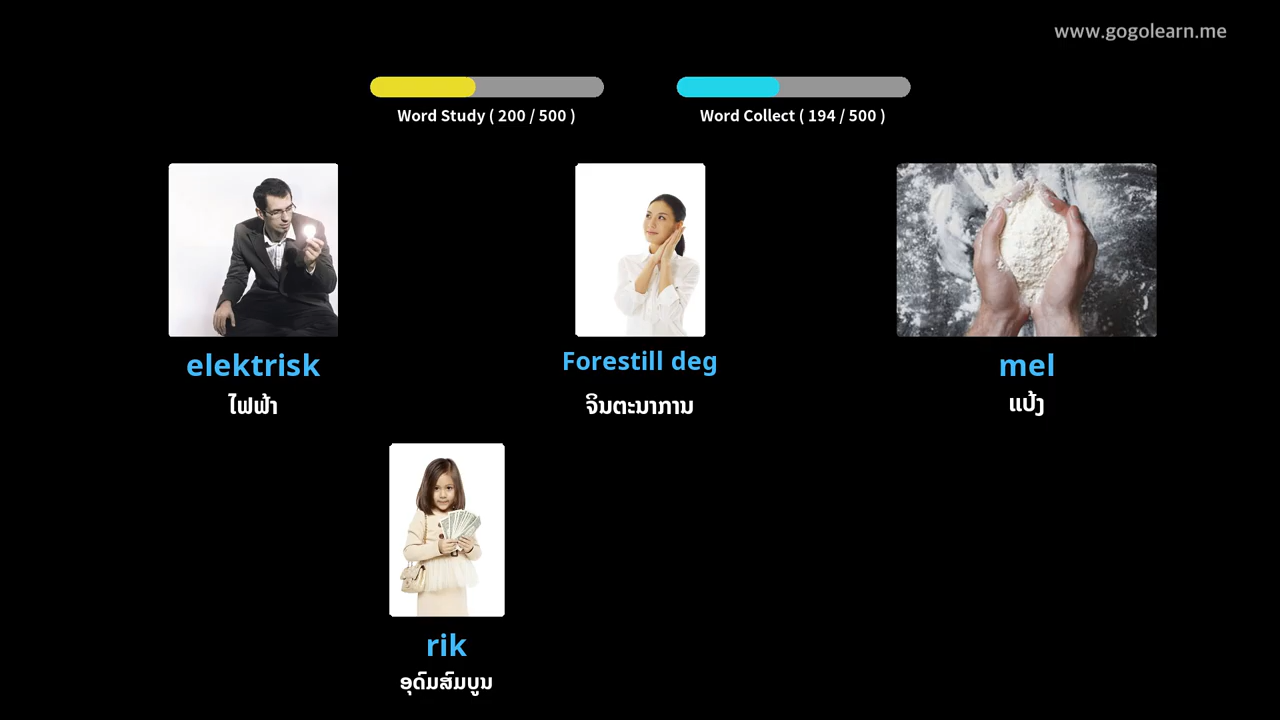 www.gogolearn.me
Word Study ( 200 / 500 )
Word Collect ( 194 / 500 )
elektrisk
ໄຟຟ້າ
Forestill deg
ຈິນຕະນາການ
mel
ແປ້ງ
rik
ອຸດົມສົມບູນ